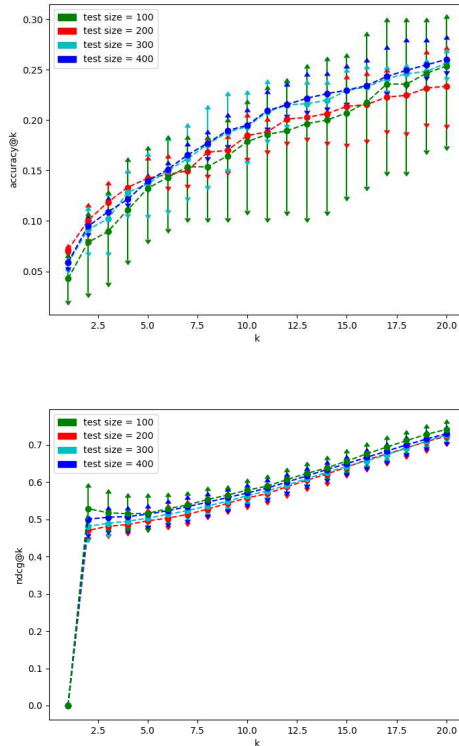 0.30
0.25
0.20
0.15
0.10
0.05
accuracy@k
test size = 100
test size = 200
test size = 300
test size = 400
2.5 5.0 7.5 10.0 12.5 15.0 17.5 20.0
k
0.7
0.6
0.5
0.4
0.3
0.2
0.1
0.0
ndcg@k
test size = 100
test size = 200
test size = 300
test size = 400
2.5 5.0 7.5 10.0 12.5 15.0 17.5 20.0
k